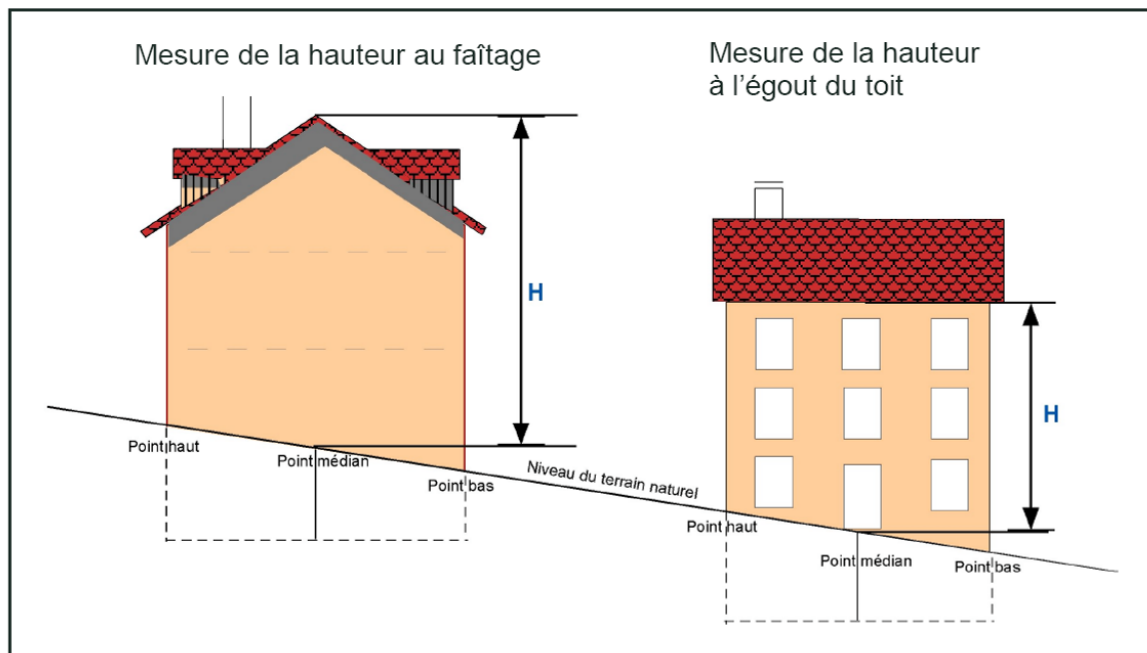 Mesure de la hauteur au faîtage
Mesure de la hauteur
à l'égout du toit
H
H
Point haut
Point médian
Point bas
Niveau du terrain naturel
Point haut
Point médian
Point bas